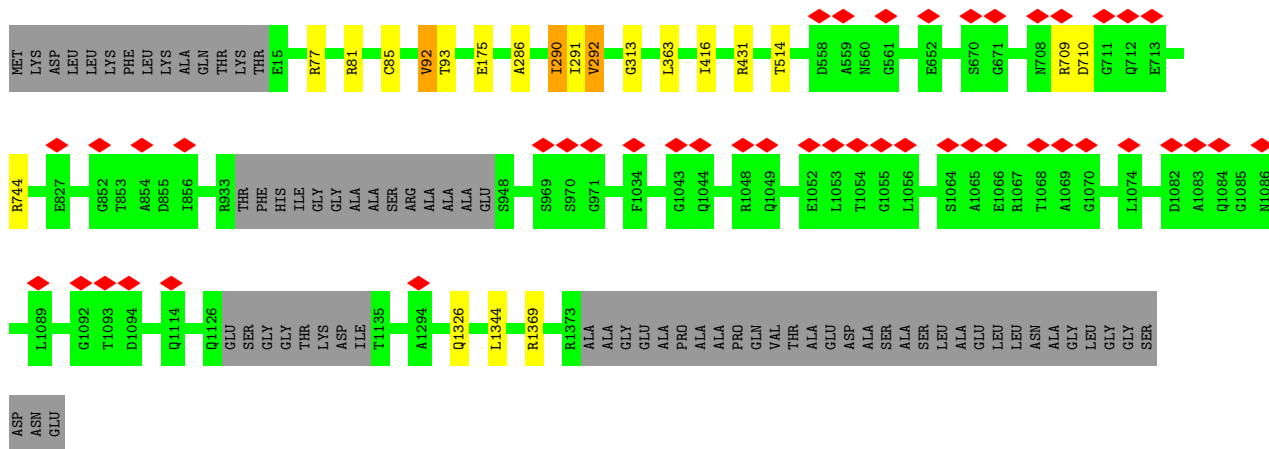 MET LYS ASP LEU LEU LYS PHE LEU LYS ALA GLN THR LYS THR E15 R77 R81 C85 V92 T93 E175 A286 I290 I291 V292 G313 L363 I416 R431 T514 D558 A559 N560 G561 E652 S670 G671 N708 R709 D710 G711 Q712 E713
R744 E827 G852 T853 A854 D855 I856 R933 THR PHE HIS ILE GLY GLY ALA ALA SER ARG ALA ALA ALA GLU S948 S969 S970 G971 F1034 G1043 Q1044 R1048 Q1049 E1052 L1053 T1054 G1055 L1056 S1064 A1065 E1066 R1067 T1068 A1069 G1070 L1074 D1082 A1083 Q1084 G1085 N1086
L1089 G1092 T1093 D1094 Q1114 Q1126 GLU SER GLY GLY THR LYS ASP ILE T1135 A1294 Q1326 L1344 R1369 R1373 ALA ALA GLY GLU ALA PRO ALA ALA PRO GLN VAL THR ALA GLU ASP ALA SER ALA SER LEU ALA GLU LEU LEU ASN ALA GLY LEU GLY GLY SER
ASP ASN GLU